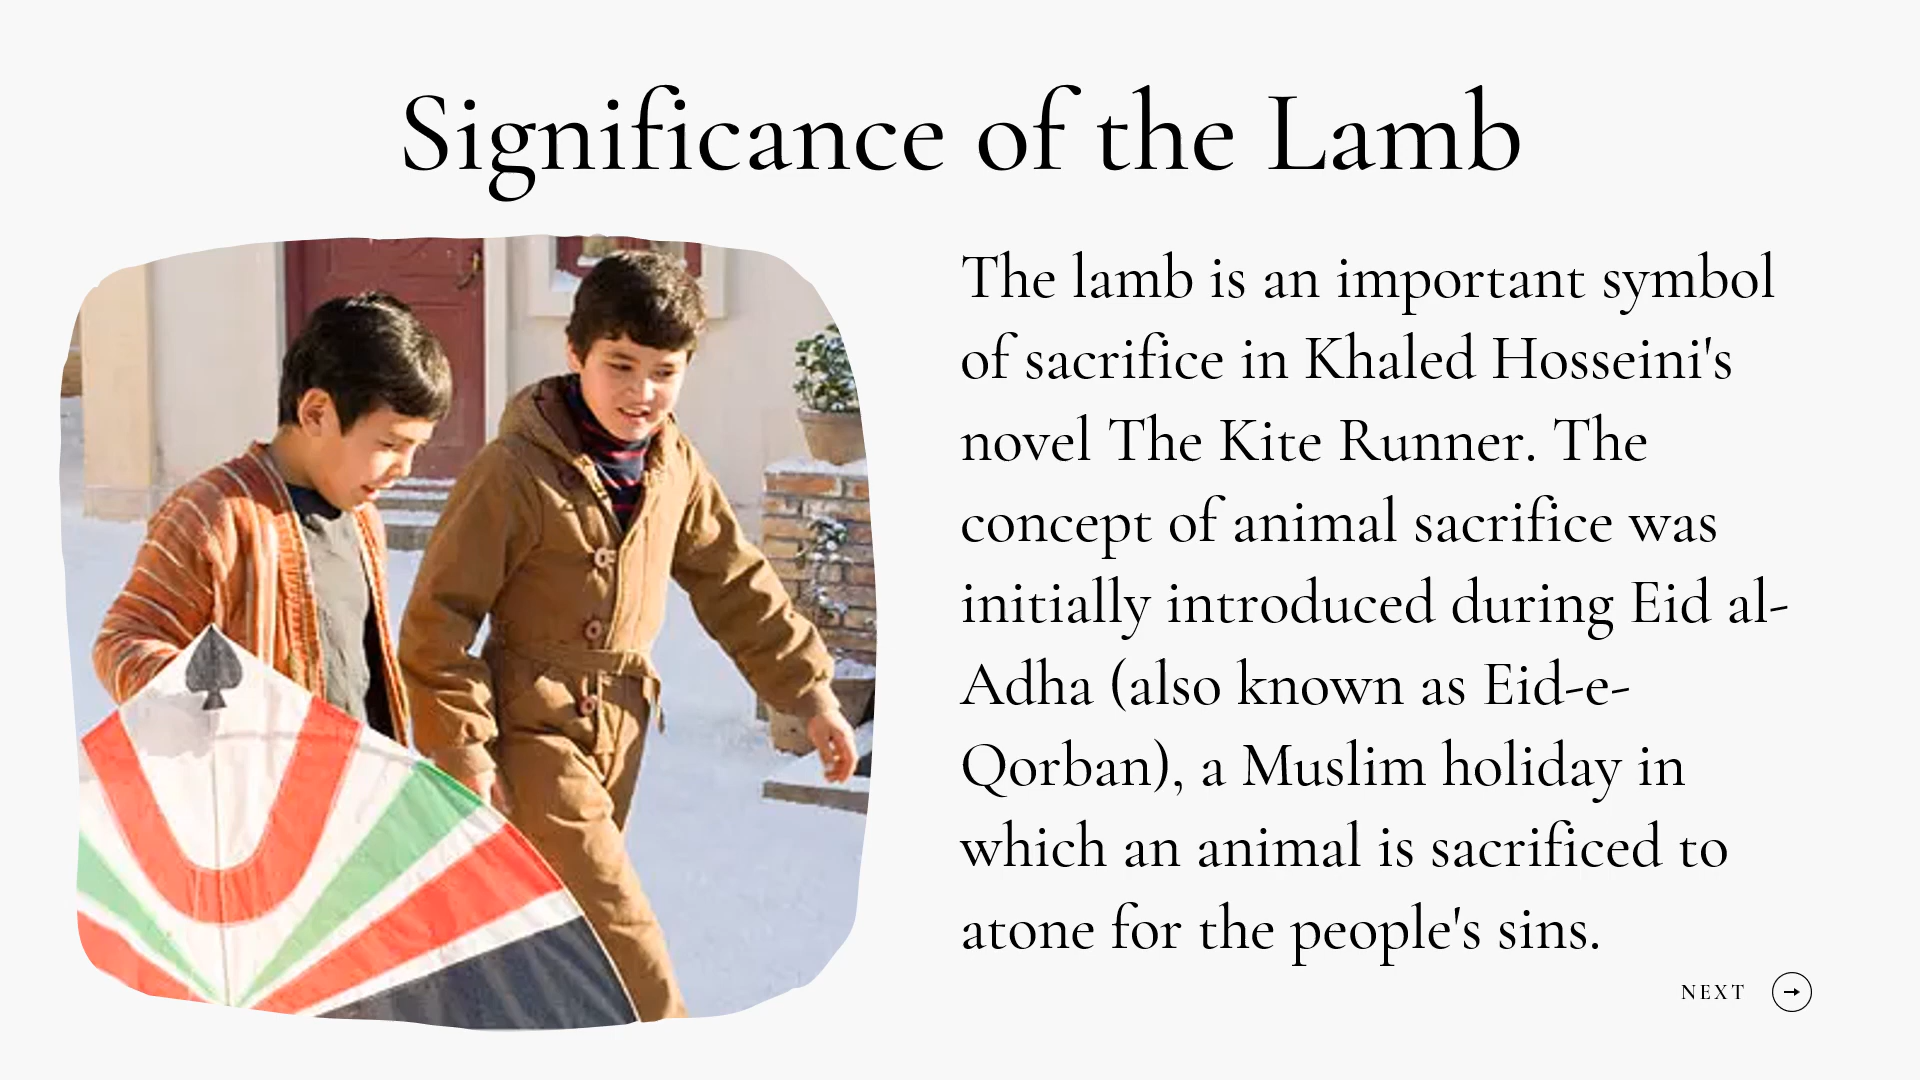 Significance of the Lamb
The lamb is an important symbol
of sacrifice in Khaled Hosseini's
novel The Kite Runner. The
concept of animal sacrifice was
initially introduced during Eid al-
Adha (also known as Eid-e-
Qorban), a Muslim holiday in
which an animal is sacrificed to
atone for the people's sins.
NEXT